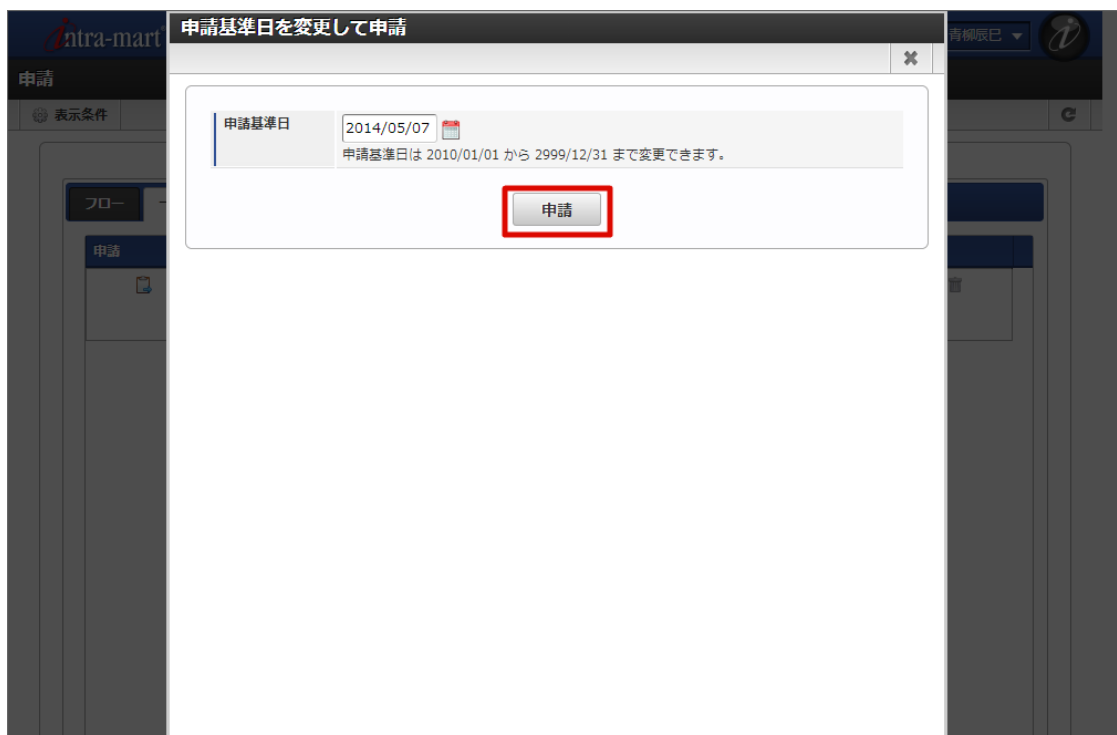 申請基準日を変更して申請
intra-mart
青柳辰巳
申請
表示条件
申請基準日
2014/05/07
申請基準日は 2010/01/01 から 2999/12/31 まで変更できます。
申請
フロー
申請